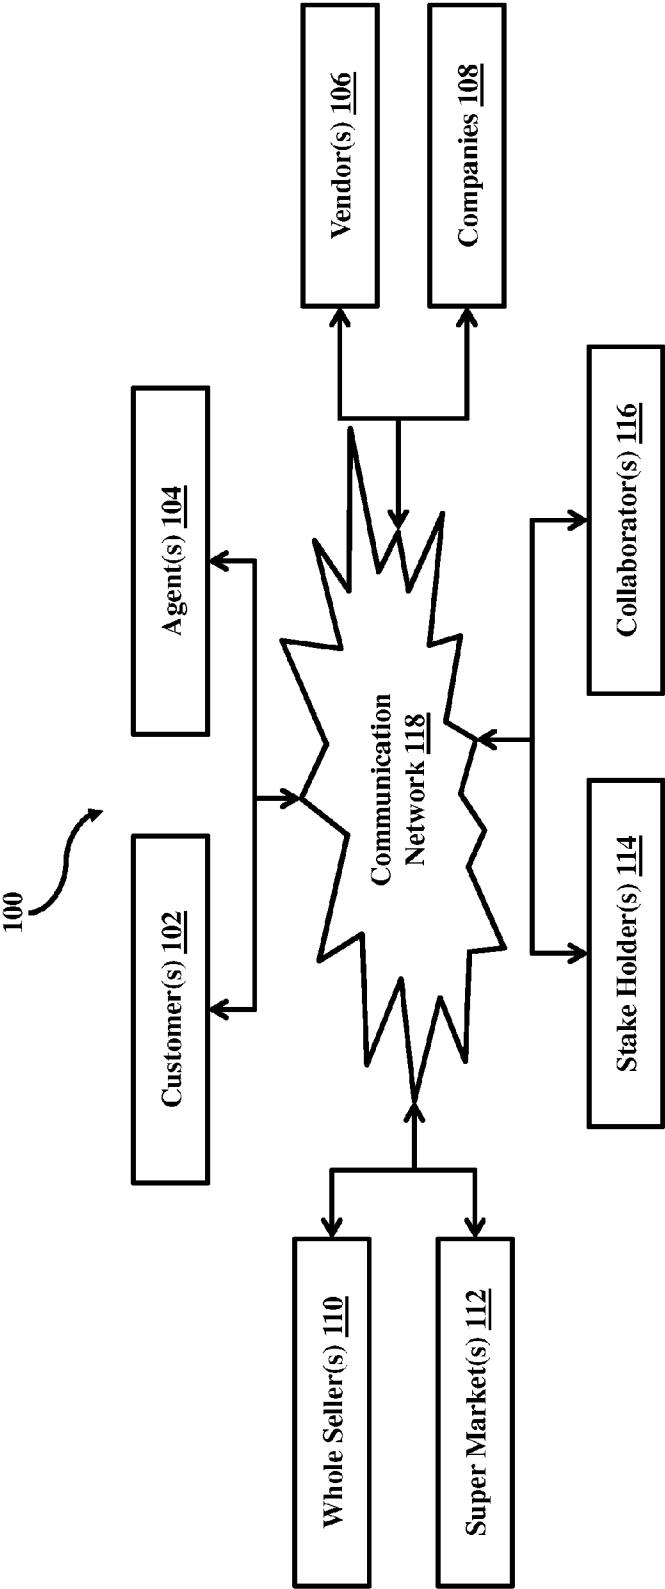 100
Customer(s) 102
Agent(s) 104
Whole Seller(s) 110
Super Market(s) 112
Communication
Network 118
Vendor(s) 106
Companies 108
Stake Holder(s) 114
Collaborator(s) 116